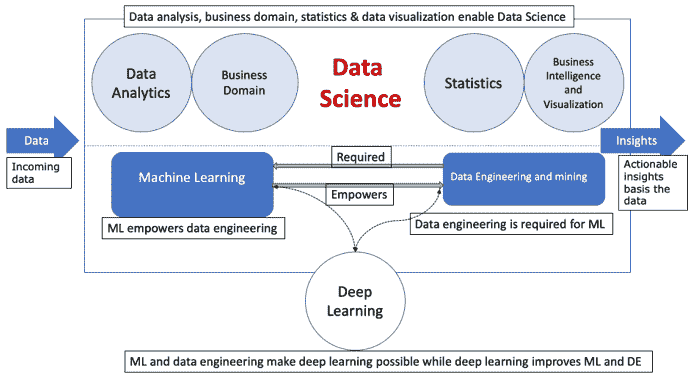 Data analysis, business domain, statistics & data visualization enable Data Science
Data
Analytics
Business
Domain
Data
Science
Statistics
Business
Intelligence
and
Visualization
Data
Incoming
data
Insights
Actionable
insights
basis the
data
Machine Learning
Required
Empowers
Data Engineering and mining
ML empowers data engineering
Data engineering is required for ML
Deep
Learning
ML and data engineering make deep learning possible while deep learning improves ML and DE